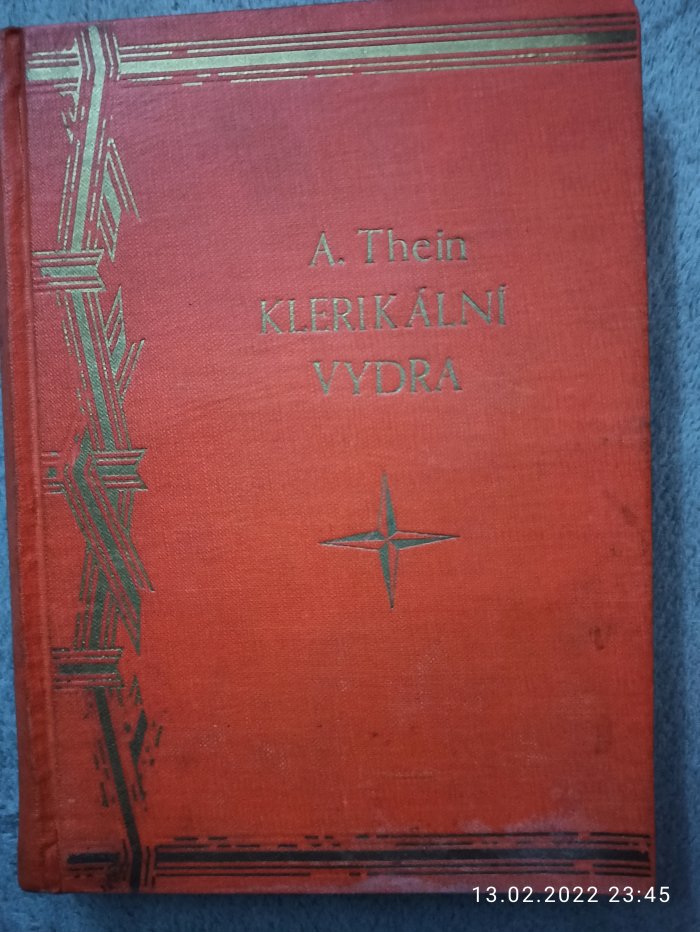 A. Thein
KLERIKÁLNÍ
VYDRA
13.02.2022 23:45